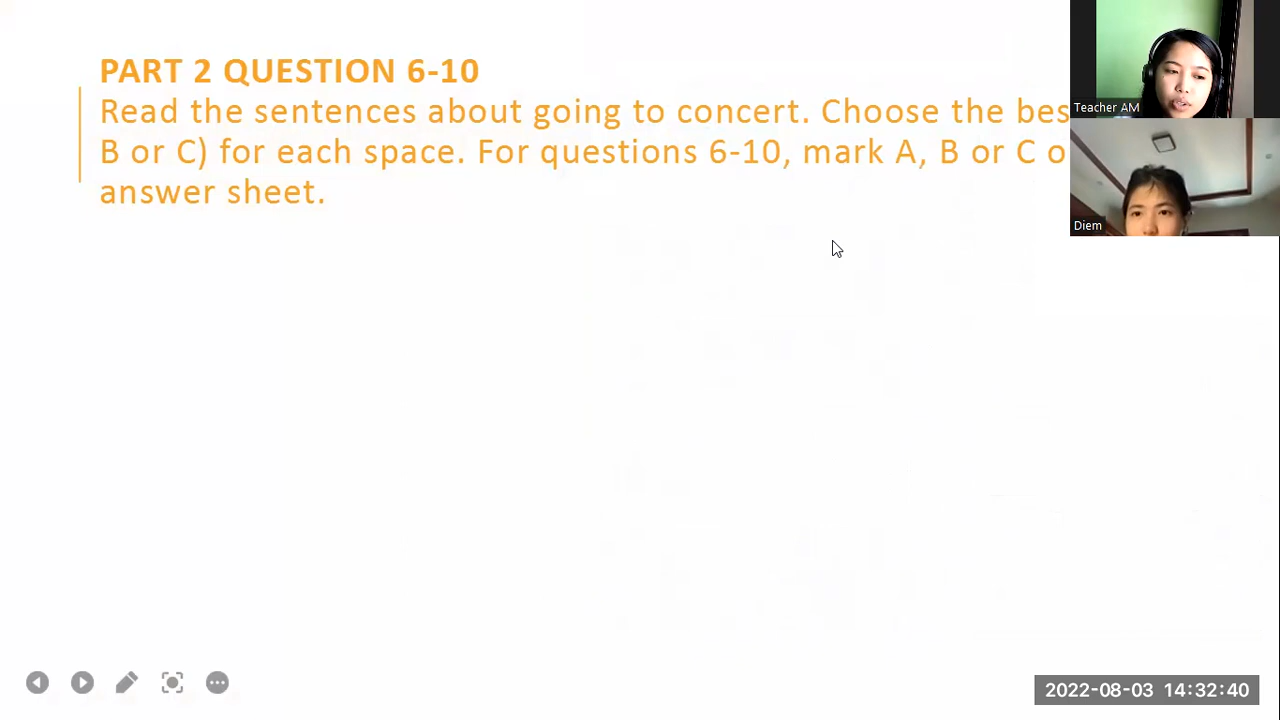 PART 2 QUESTION 6-10
Read the sentences about going to concert. Choose the bes
B or C) for each space. For questions 6-10, mark A, B or C o
answer sheet.
Teacher AM
Diem
2022-08-03 14:32:40